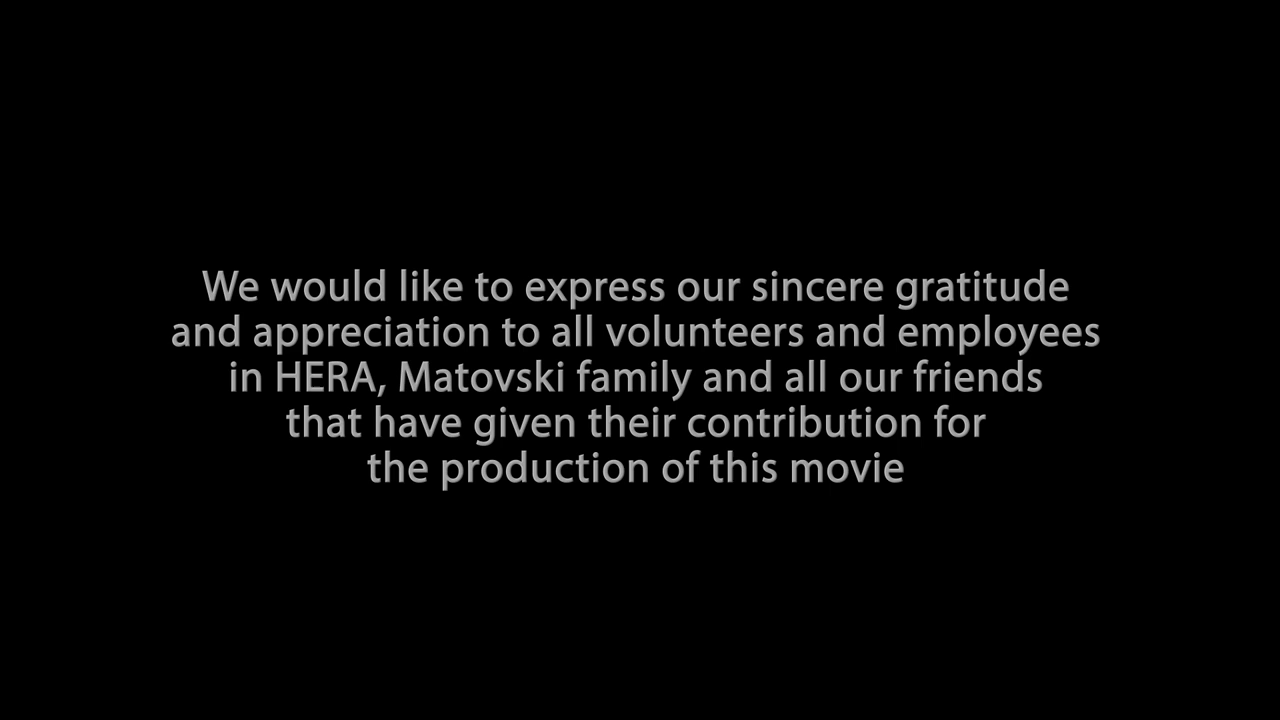 We would like to express our sincere gratitude
and appreciation to all volunteers and employees
in HERA, Matovski family and all our friends
that have given their contribution for
the production of this movie